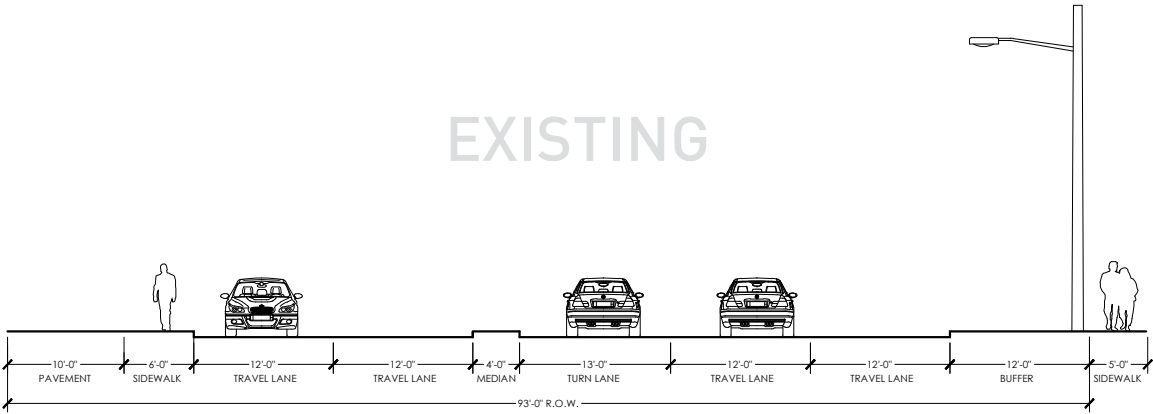 EXISTING
10'-0" 6'-0" 12'-0" 12'-0" 4'-0" 13'-0" 12'-0" 12'-0" 12'-0" 5'-0"
PAVEMENT SIDEWALK TRAVEL LANE TRAVEL LANE MEDIAN TURN LANE TRAVEL LANE TRAVEL LANE BUFFER SIDEWALK
93'-0" R.O.W.